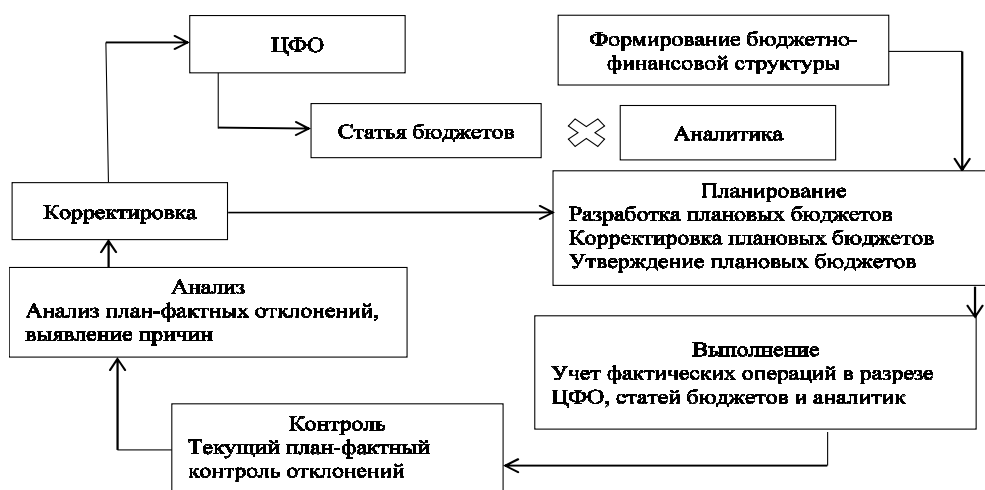 ЦФО
Формирование бюджетно-
финансовой структуры
Статья бюджетов
Аналитика
Корректировка
Планирование
Разработка плановых бюджетов
Корректировка плановых бюджетов
Утверждение плановых бюджетов
Анализ
Анализ план-фактных отклонений,
выявление причин
Выполнение
Учет фактических операций в разрезе
ЦФО, статей бюджетов и аналитик
Контроль
Текущий план-фактный
контроль отклонений